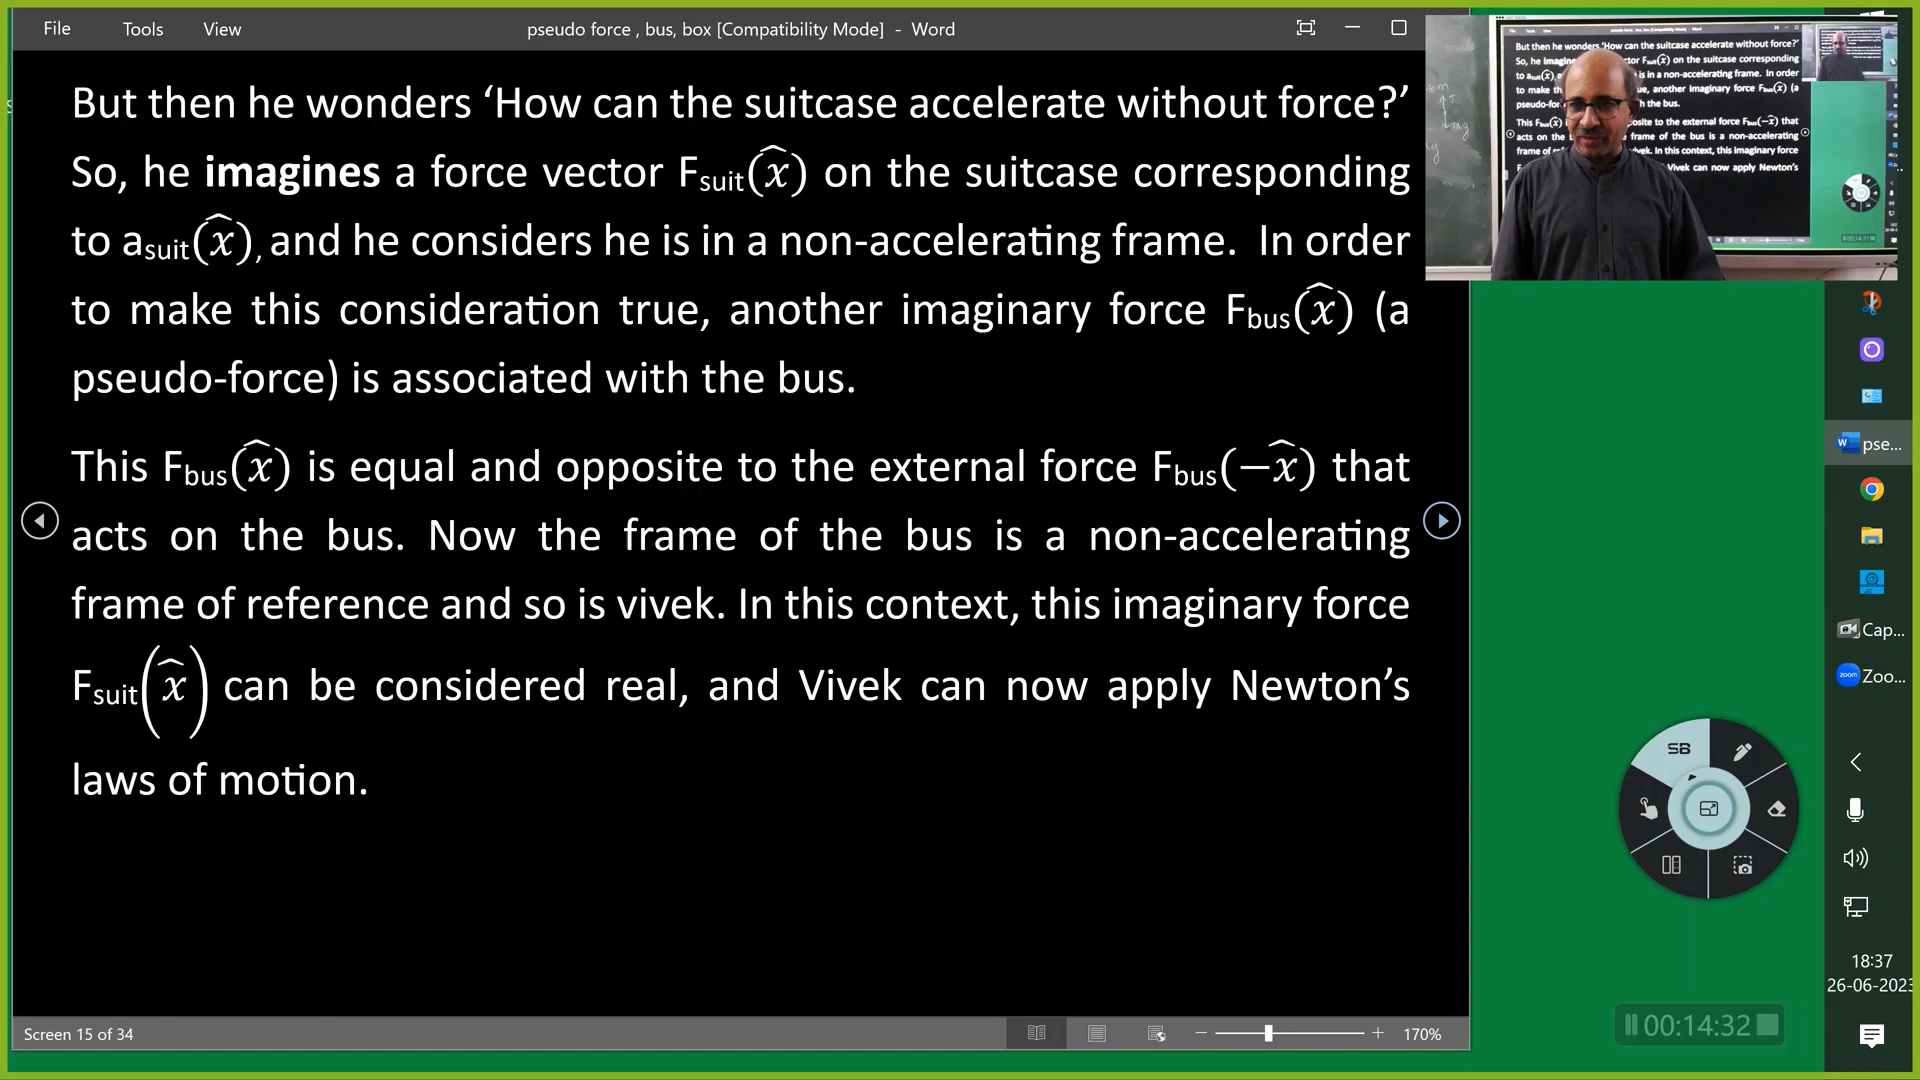 File Tools View pseudo force , bus, box [Compatibility Mode] - Word
But then he wonders ‘How can the suitcase accelerate without force?’
So, he imagines a force vector Fsuit(x̂) on the suitcase corresponding
to asuit(x̂), and he considers he is in a non-accelerating frame. In order
to make this consideration true, another imaginary force Fbus(x̂) (a
pseudo-force) is associated with the bus.
This Fbus(x̂) is equal and opposite to the external force Fbus(−x̂) that
acts on the bus. Now the frame of the bus is a non-accelerating
frame of reference and so is vivek. In this context, this imaginary force
Fsuit(x̂) can be considered real, and Vivek can now apply Newton’s
laws of motion.
Screen 15 of 34
170%
pse...
Cap...
zoom Zoo...
SB
18:37
26-06-2023
00:14:32